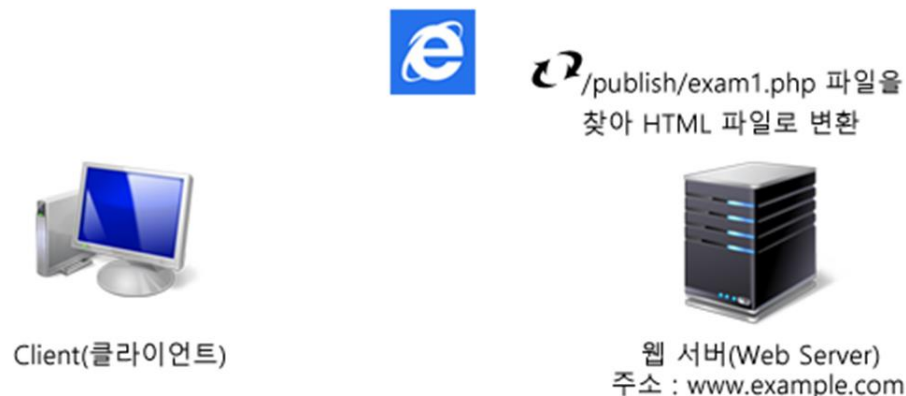 /publish/exam1.php 파일을
찾아 HTML 파일로 변환
Client(클라이언트)
웹 서버(Web Server)
주소 : www.example.com